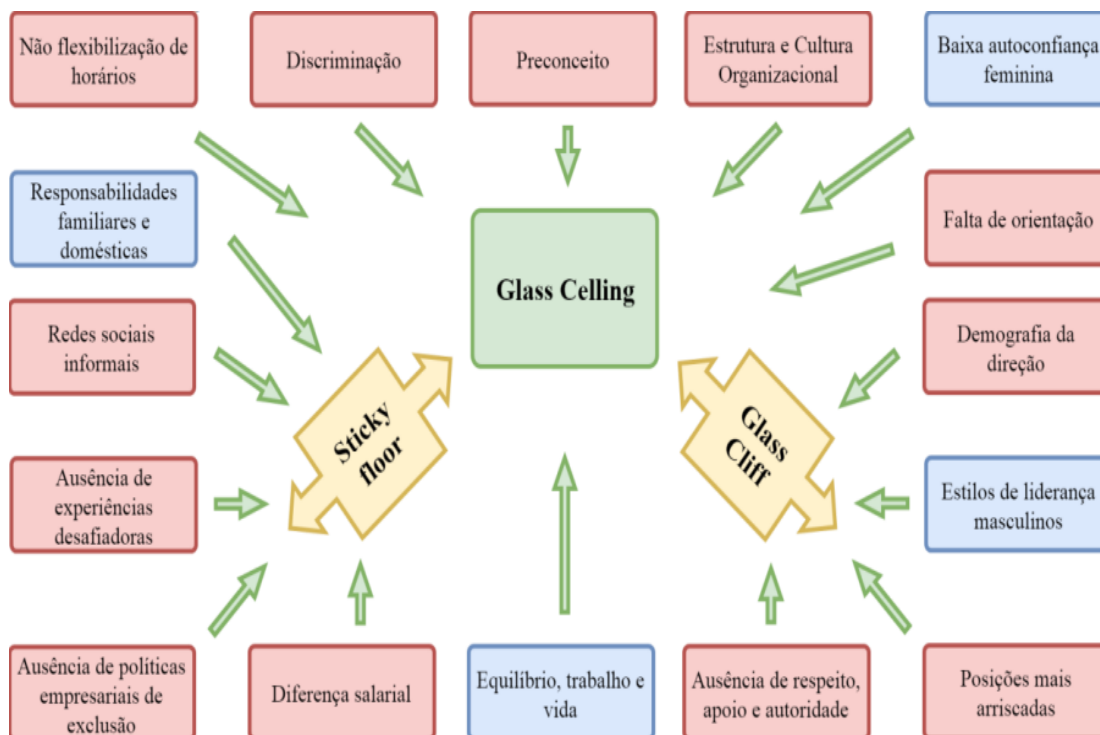 Não flexibilização de
horários
Discriminação
Preconceito
Estrutura e Cultura
Organizacional
Baixa autoconfiança
feminina
Responsabilidades
familiares e
domésticas
Falta de orientação
Glass Celling
Redes sociais
informais
Demografia da
direção
Sticky
floor
Glass
Cliff
Ausência de
experiências
desafiadoras
Estilos de liderança
masculinos
Ausência de políticas
empresariais de
exclusão
Diferença salarial
Equilíbrio, trabalho e
vida
Ausência de respeito,
apoio e autoridade
Posições mais
arriscadas